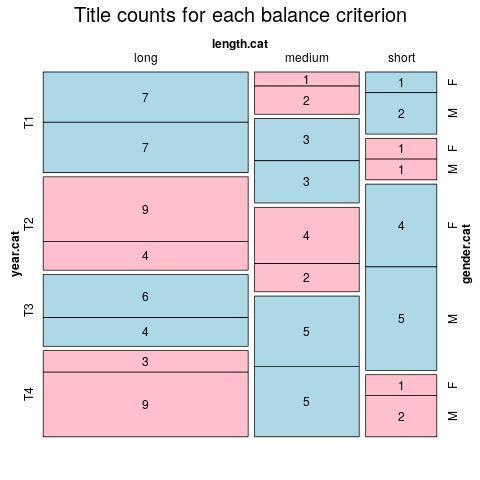 Title counts for each balance criterion
length.cat
long medium short
year.cat
gender.cat
T1
T2
T3
T4
7
7
9
4
6
4
3
9
1
2
3
3
4
2
5
5
1
2
1
1
4
5
1
2
F
M
F
M
F
M
F
M